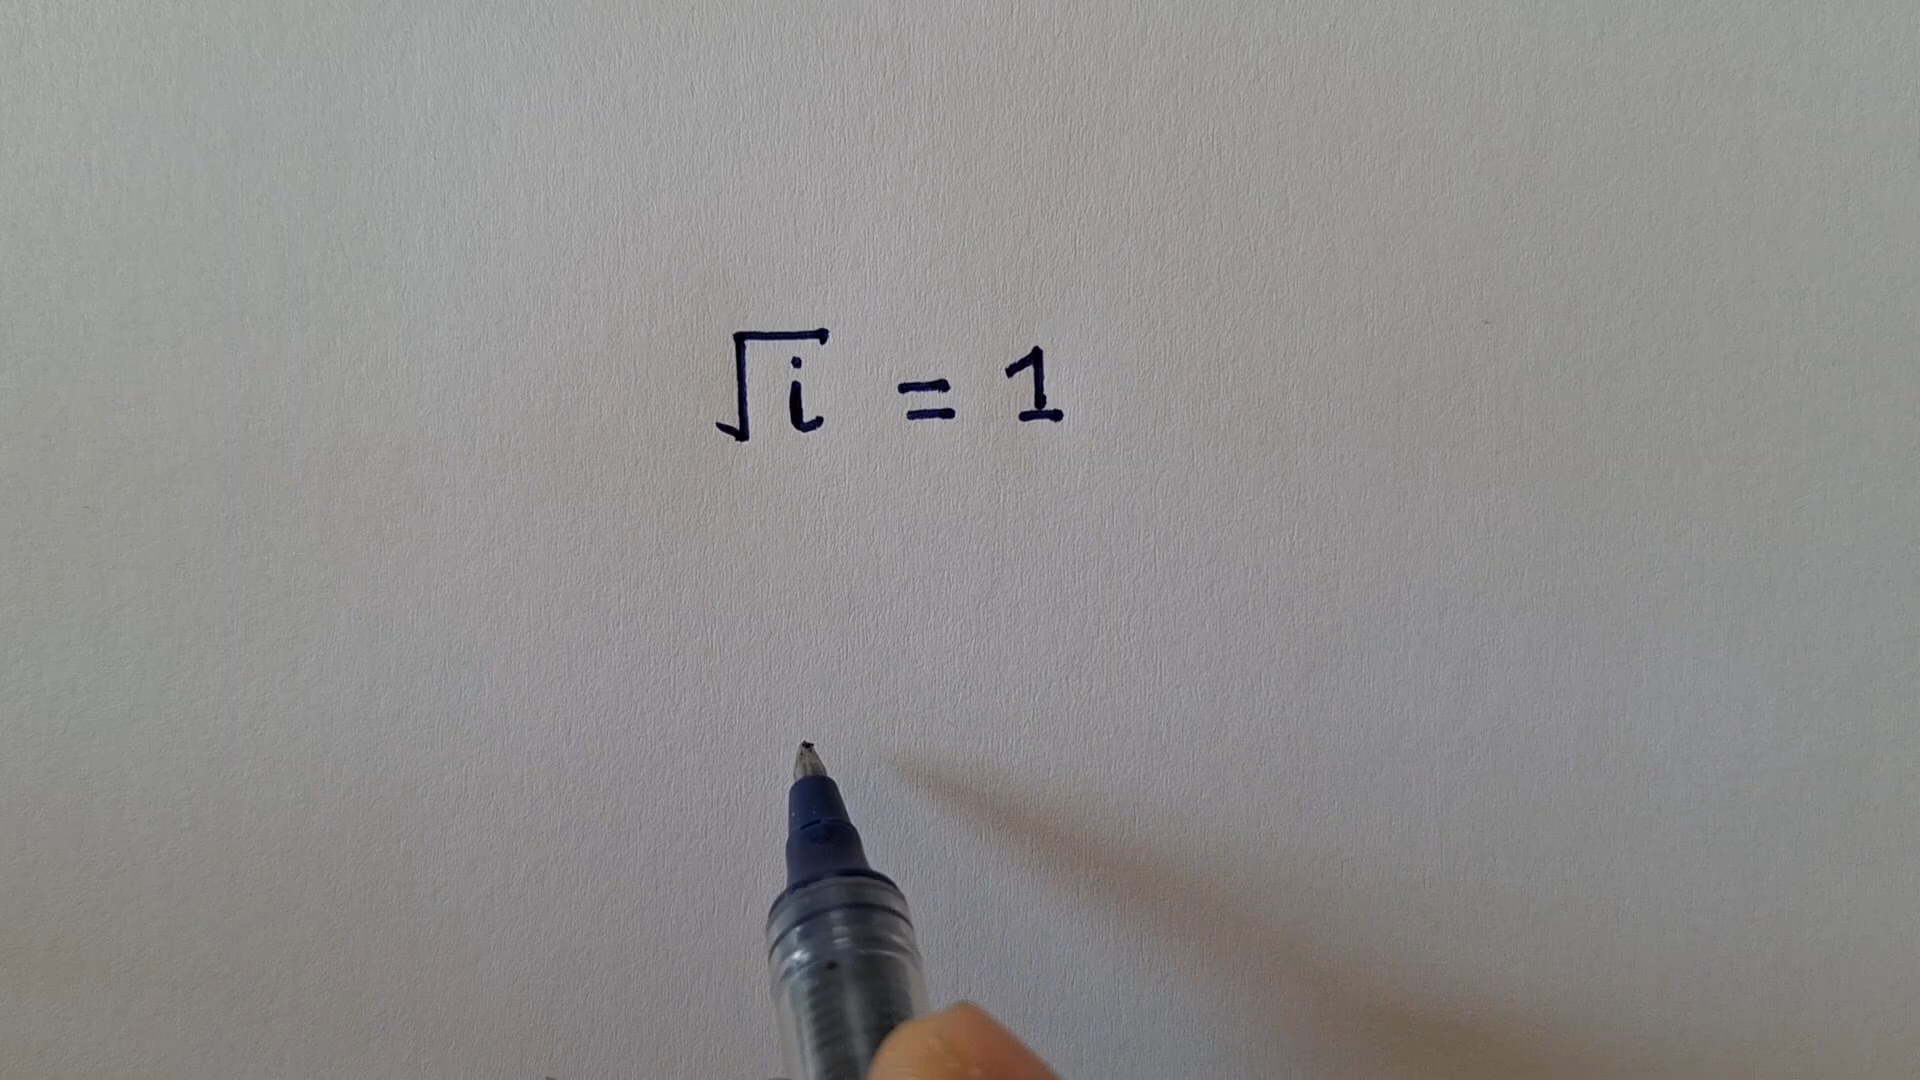 √i = 1